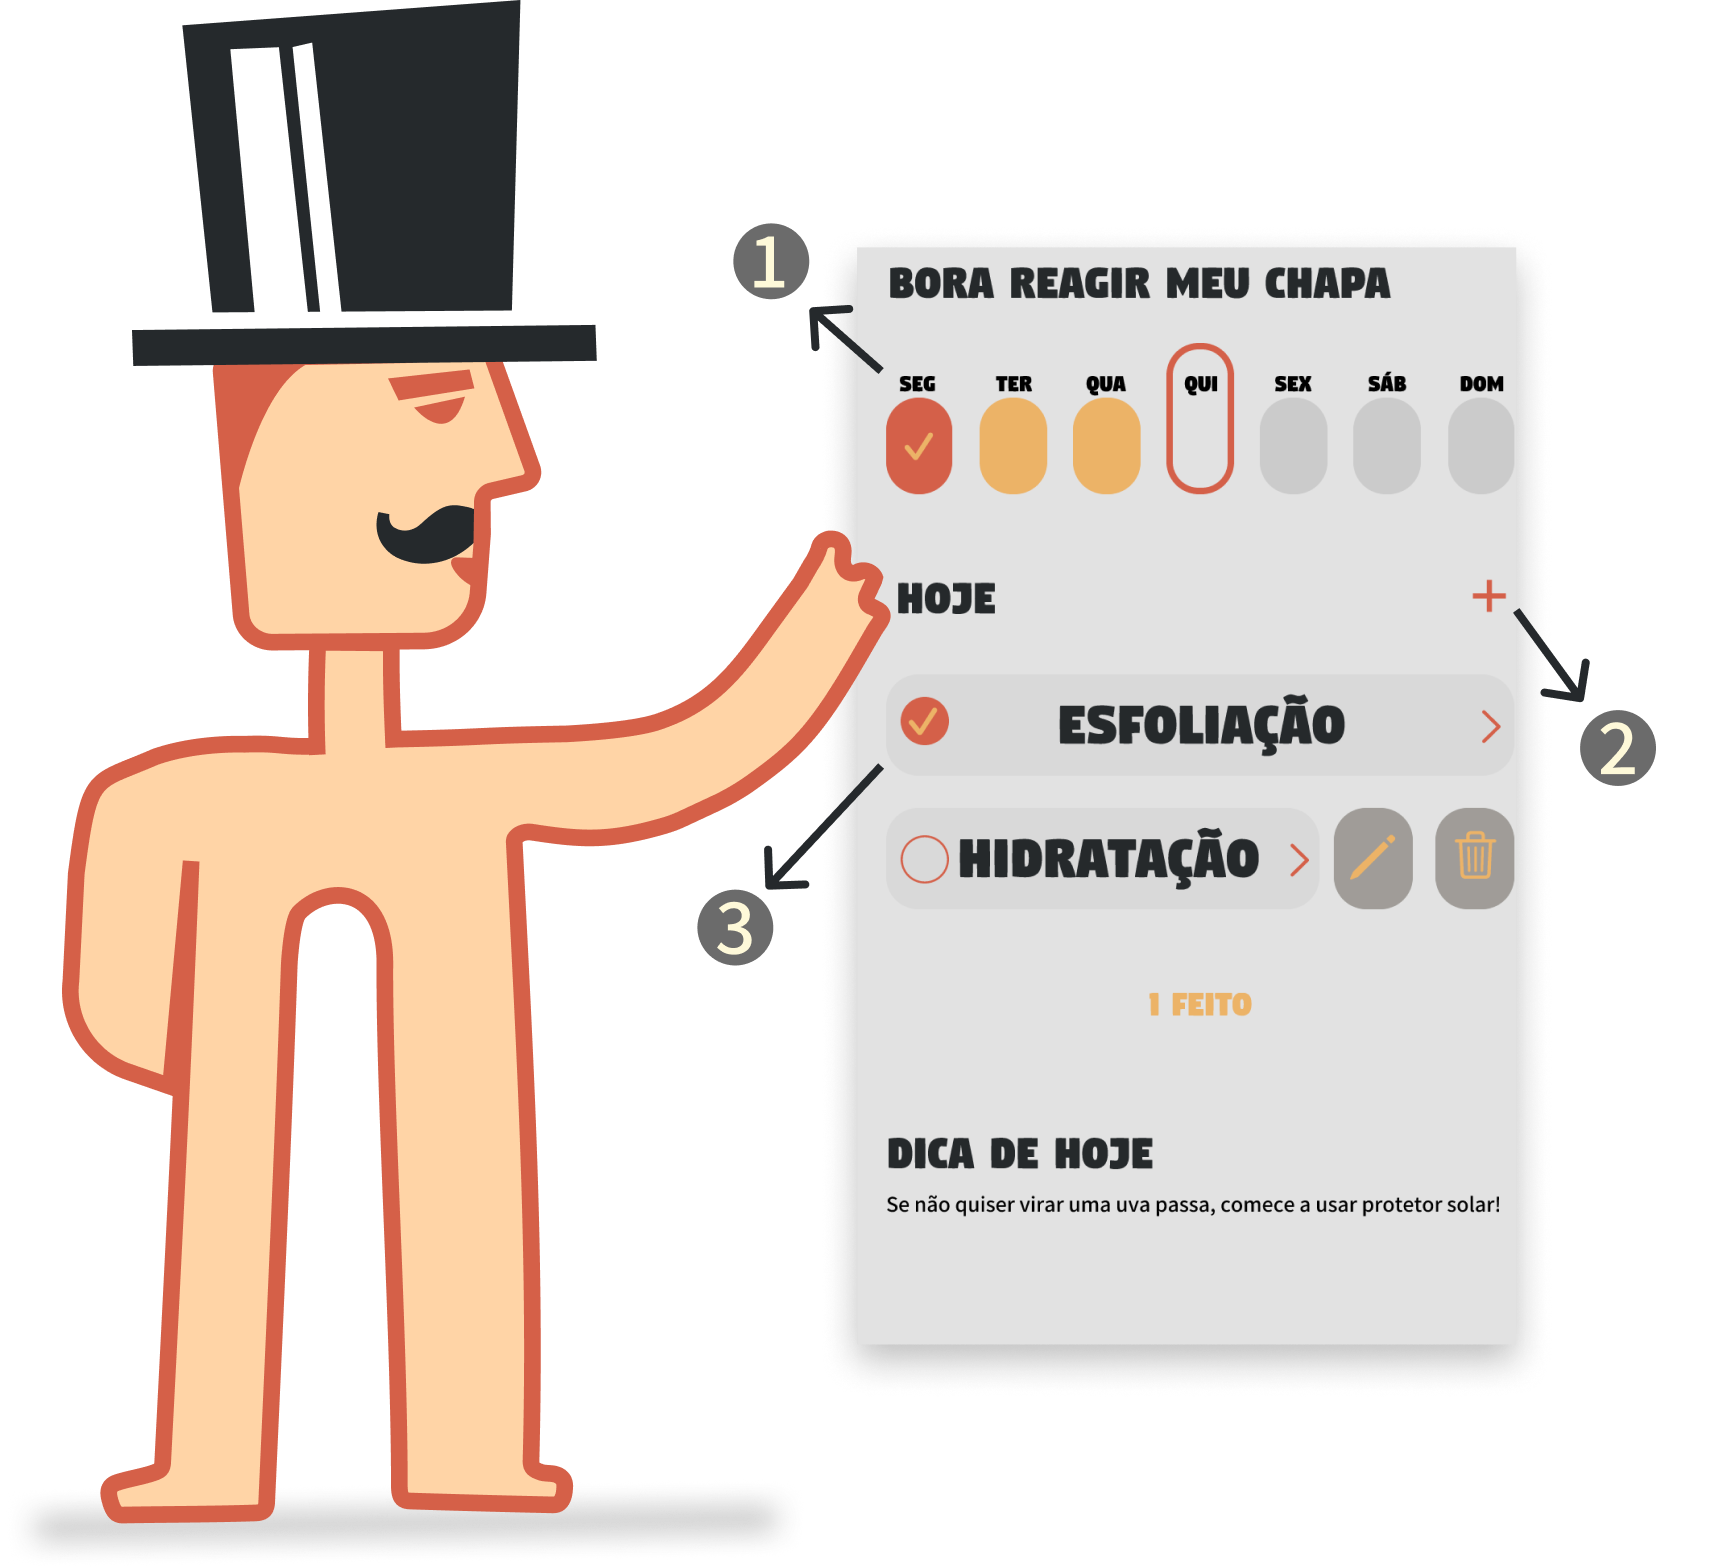 1
BORA REAGIR MEU CHAPA
SEG TER QUA QUI SEX SÁB DOM
HOJE
+
ESFOLIAÇÃO
2
HIDRATAÇÃO
3
1 FEITO
DICA DE HOJE
Se não quiser virar uma uva passa, comece a usar protetor solar!